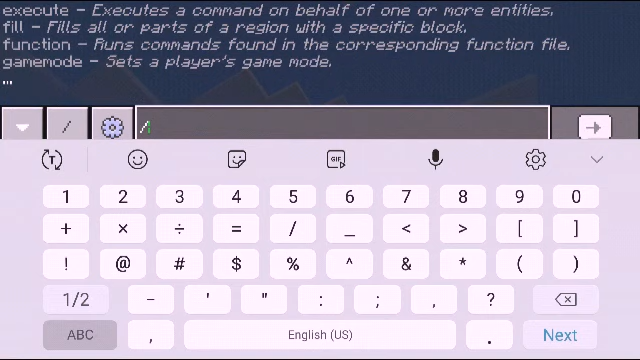 execute – Executes a command on behalf of one or more entities.
fill – Fills all or parts of a region with a specific block.
function – Runs commands found in the corresponding function file.
gamemode – Sets a player's game mode.
...
/ /
T GIF
1 2 3 4 5 6 7 8 9 0
+ × ÷ = / _ < > [ ]
! @ # $ % ^ & * ( )
1/2 - ' " : ; , ?
ABC , English (US) . Next